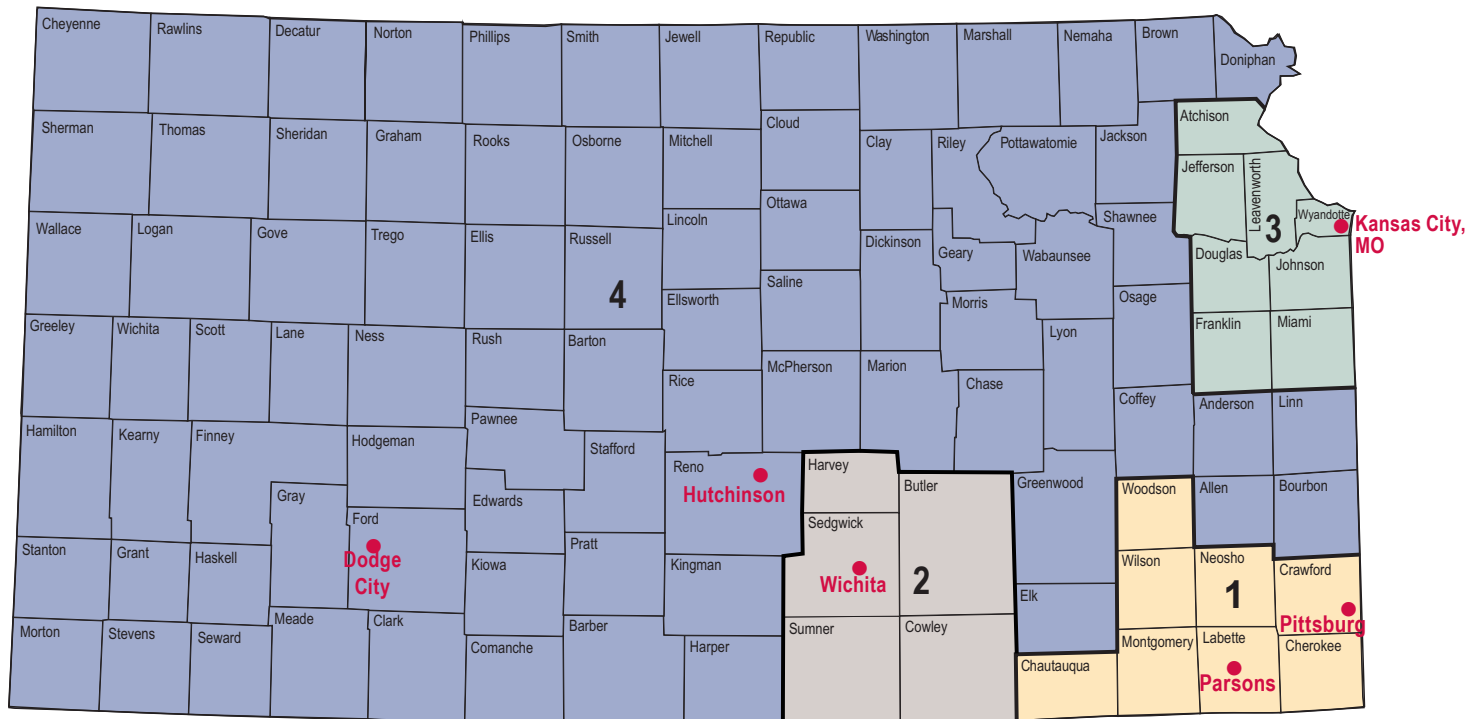 Cheyenne
Rawlins
Decatur
Norton
Phillips
Smith
Jewell
Republic
Washington
Marshall
Nemaha
Brown
Doniphan
Sherman
Thomas
Sheridan
Graham
Rooks
Osborne
Mitchell
Cloud
Clay
Riley
Pottawatomie
Jackson
Atchison
Jefferson
Leavenworth
Wyandotte
3
Kansas City,
MO
Wallace
Logan
Gove
Trego
Ellis
Russell
4
Lincoln
Ottawa
Dickinson
Geary
Wabaunsee
Shawnee
Douglas
Johnson
Ellsworth
Saline
Morris
Osage
Franklin
Miami
Greeley
Wichita
Scott
Lane
Ness
Rush
Barton
Rice
McPherson
Marion
Chase
Lyon
Coffey
Anderson
Linn
Hamilton
Kearny
Finney
Hodgeman
Pawnee
Stafford
Reno
Hutchinson
Harvey
Butler
Greenwood
Woodson
Allen
Bourbon
Gray
Ford
Dodge
City
Edwards
Sedgwick
Wichita
2
Stanton
Grant
Haskell
Kiowa
Pratt
Kingman
Elk
Wilson
Neosho
1
Crawford
Pittsburg
Morton
Stevens
Seward
Meade
Clark
Comanche
Barber
Harper
Sumner
Cowley
Chautauqua
Montgomery
Labette
Parsons
Cherokee